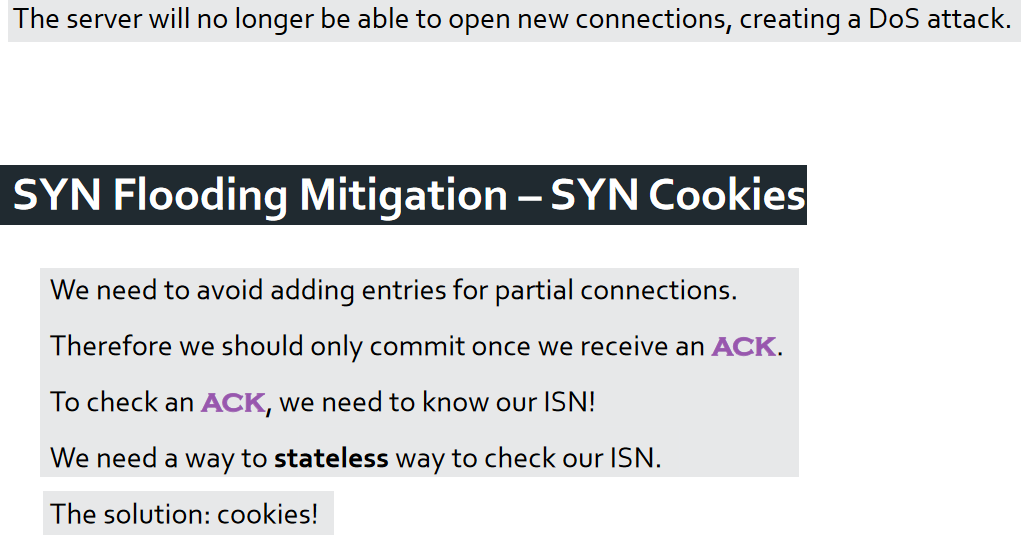 The server will no longer be able to open new connections, creating a DoS attack.
SYN Flooding Mitigation – SYN Cookies
We need to avoid adding entries for partial connections.
Therefore we should only commit once we receive an ACK.
To check an ACK, we need to know our ISN!
We need a way to stateless way to check our ISN.
The solution: cookies!